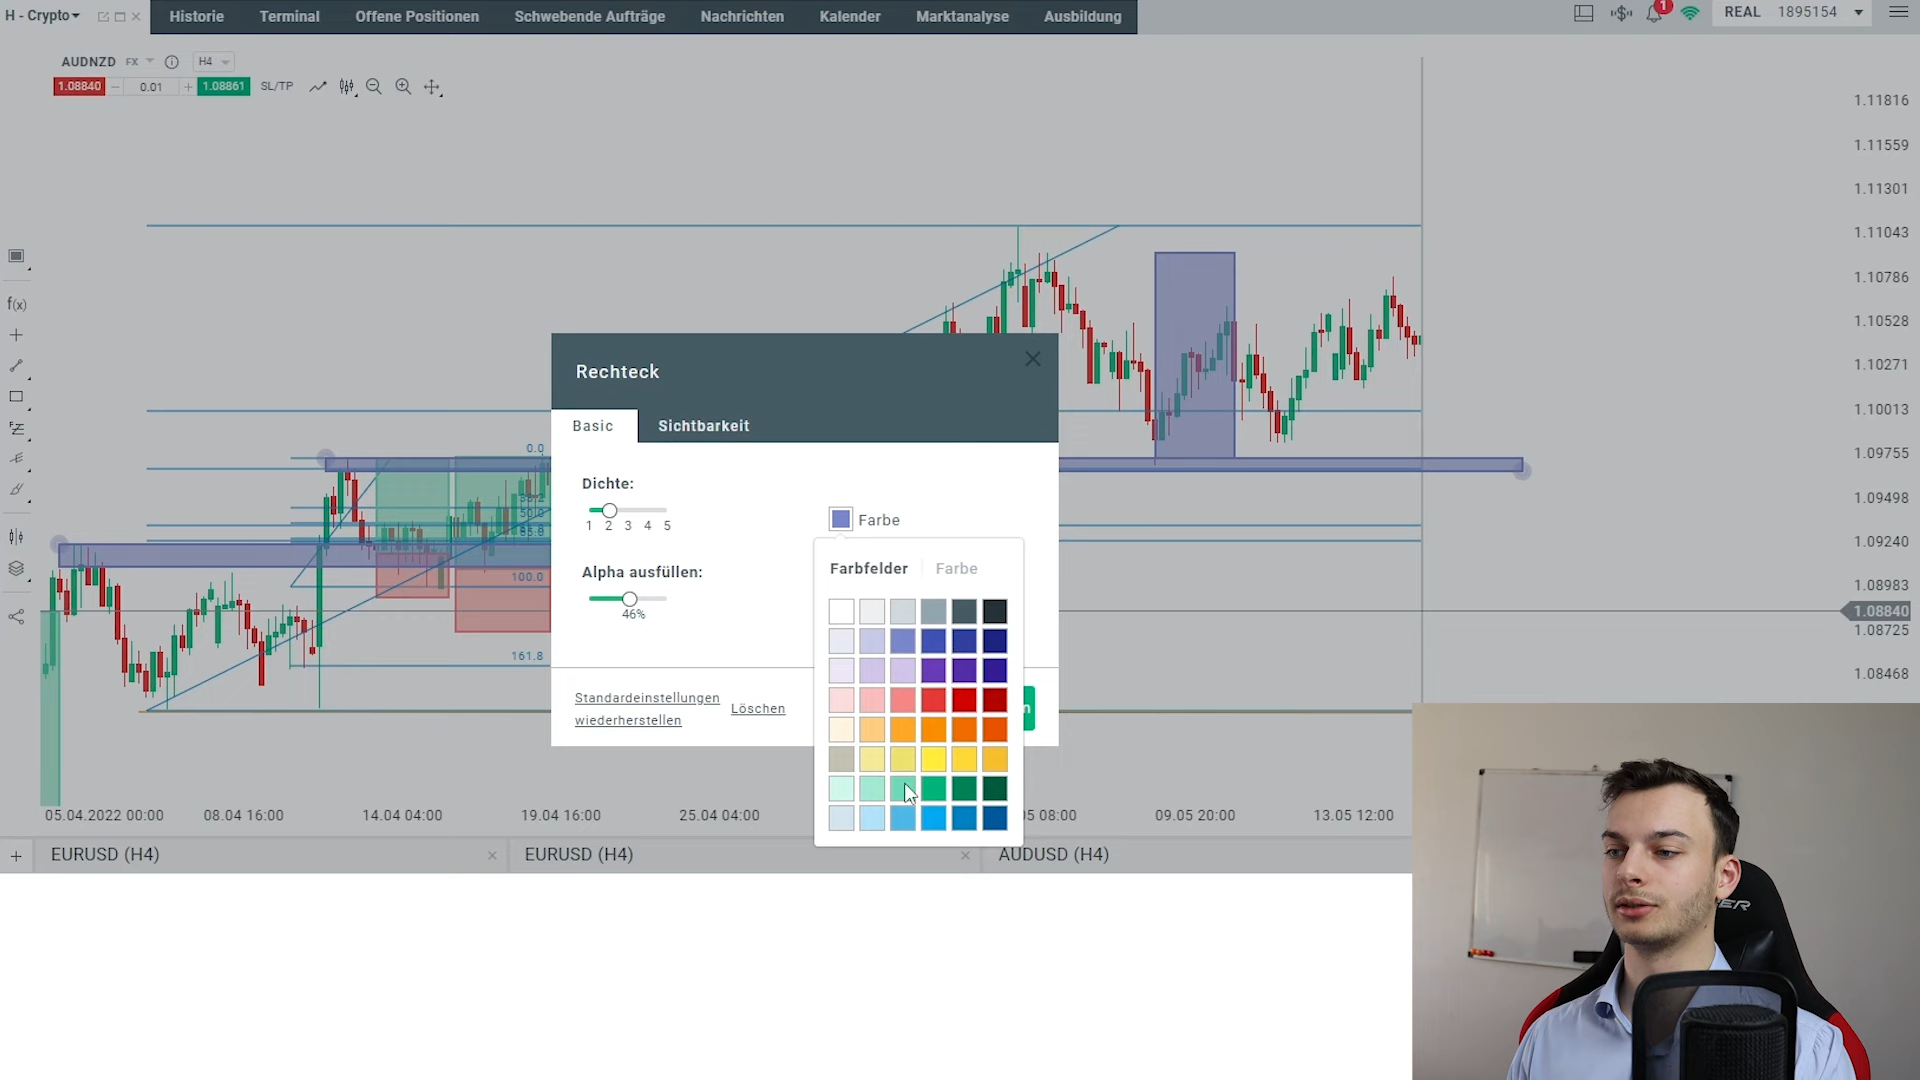 H - Crypto
Historie
Terminal
Offene Positionen
Schwebende Aufträge
Nachrichten
Kalender
Marktanalyse
Ausbildung
1
REAL 1895154
AUDNZD FX
H4
1.08840
0.01
1.08861
SL/TP
1.11816
1.11559
1.11301
1.11043
1.10786
1.10528
1.10271
1.10013
1.09755
1.09498
1.09240
1.08983
1.08840
1.08725
1.08468
f(x)
0.0
50.0
100.0
161.8
Rechteck
Basic
Sichtbarkeit
Dichte:
1 2 3 4 5
Farbe
Alpha ausfüllen:
46%
Farbfelder
Farbe
Standardeinstellungen
wiederherstellen
Löschen
n
05.04.2022 00:00
08.04 16:00
14.04 04:00
19.04 16:00
25.04 04:00
05 08:00
09.05 20:00
13.05 12:00
EURUSD (H4)
EURUSD (H4)
AUDUSD (H4)
ER